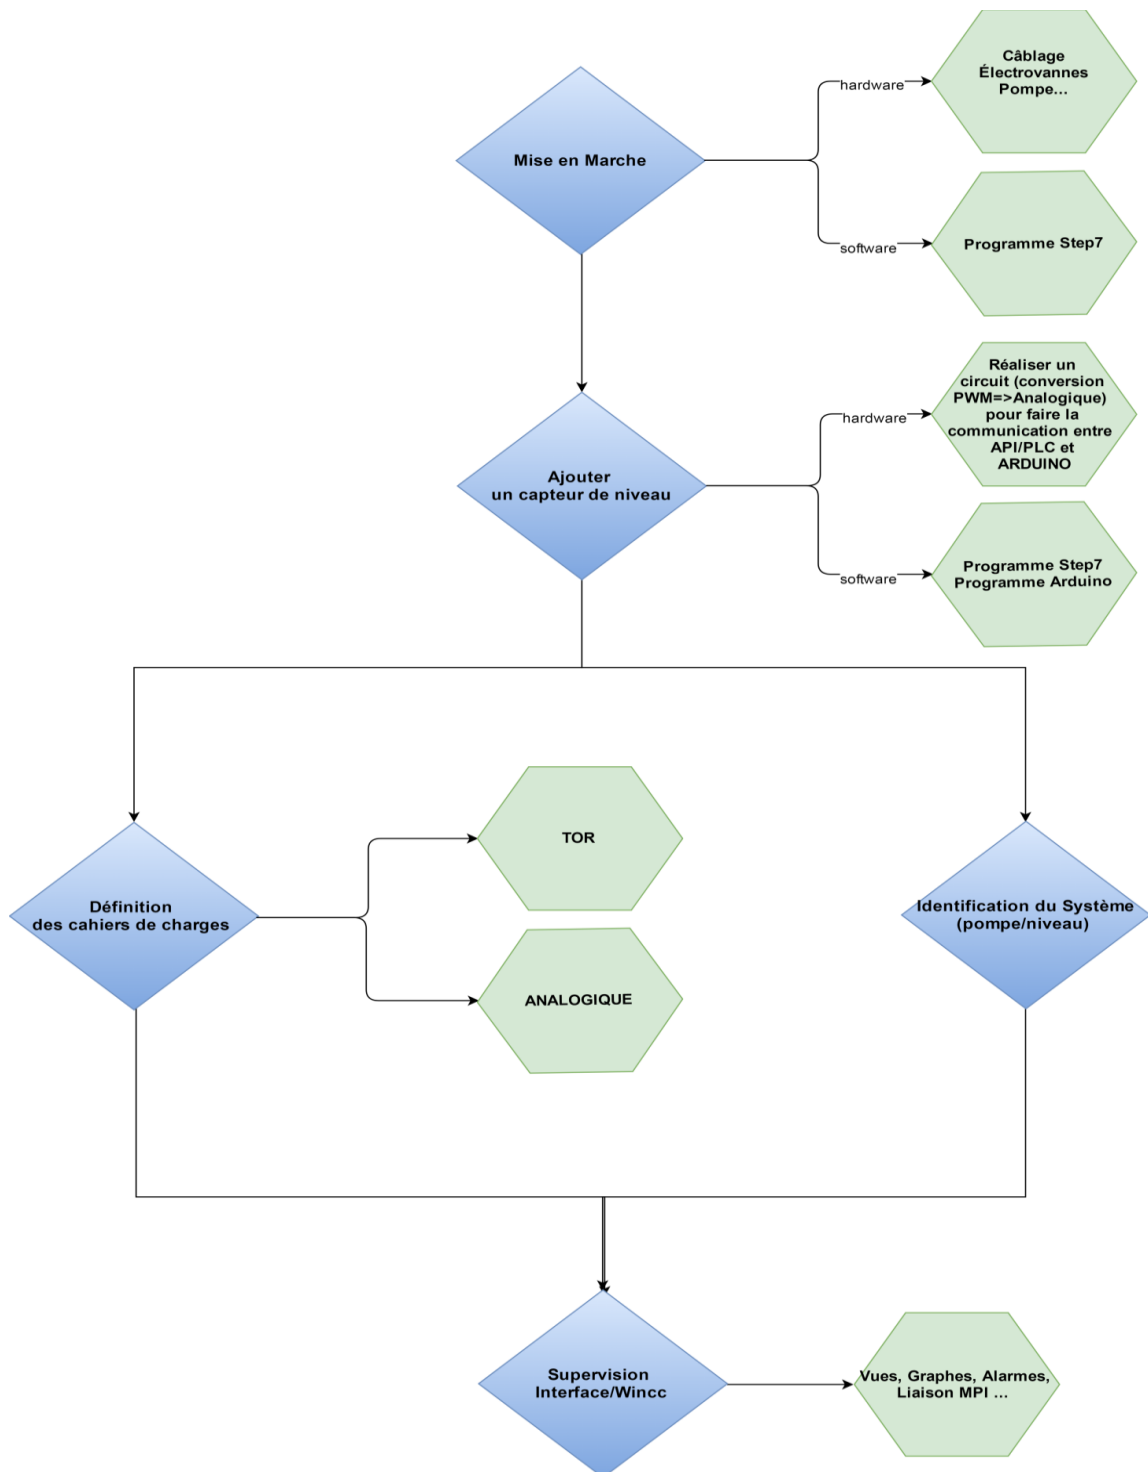 Câblage
Électrovannes
Pompe...
hardware
Mise en Marche
software
Programme Step7
Réaliser un
circuit (conversion
PWM=>Analogique)
pour faire la
communication entre
API/PLC et
ARDUINO
hardware
Ajouter
un capteur de niveau
software
Programme Step7
Programme Arduino
TOR
Définition
des cahiers de charges
ANALOGIQUE
Identification du Système
(pompe/niveau)
Supervision
Interface/Wincc
Vues, Graphes, Alarmes,
Liaison MPI ...